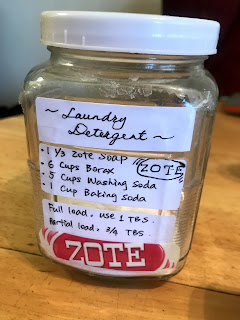 ~ Laundry
Detergent ~
• 1 1/3 Zote Soap ZOTE
• 6 Cups Borax
• 5 Cups Washing Soda
• 1 Cup Baking Soda
Full load, use 1 TBS.
Partial load, 3/4 TBS
ZOTE